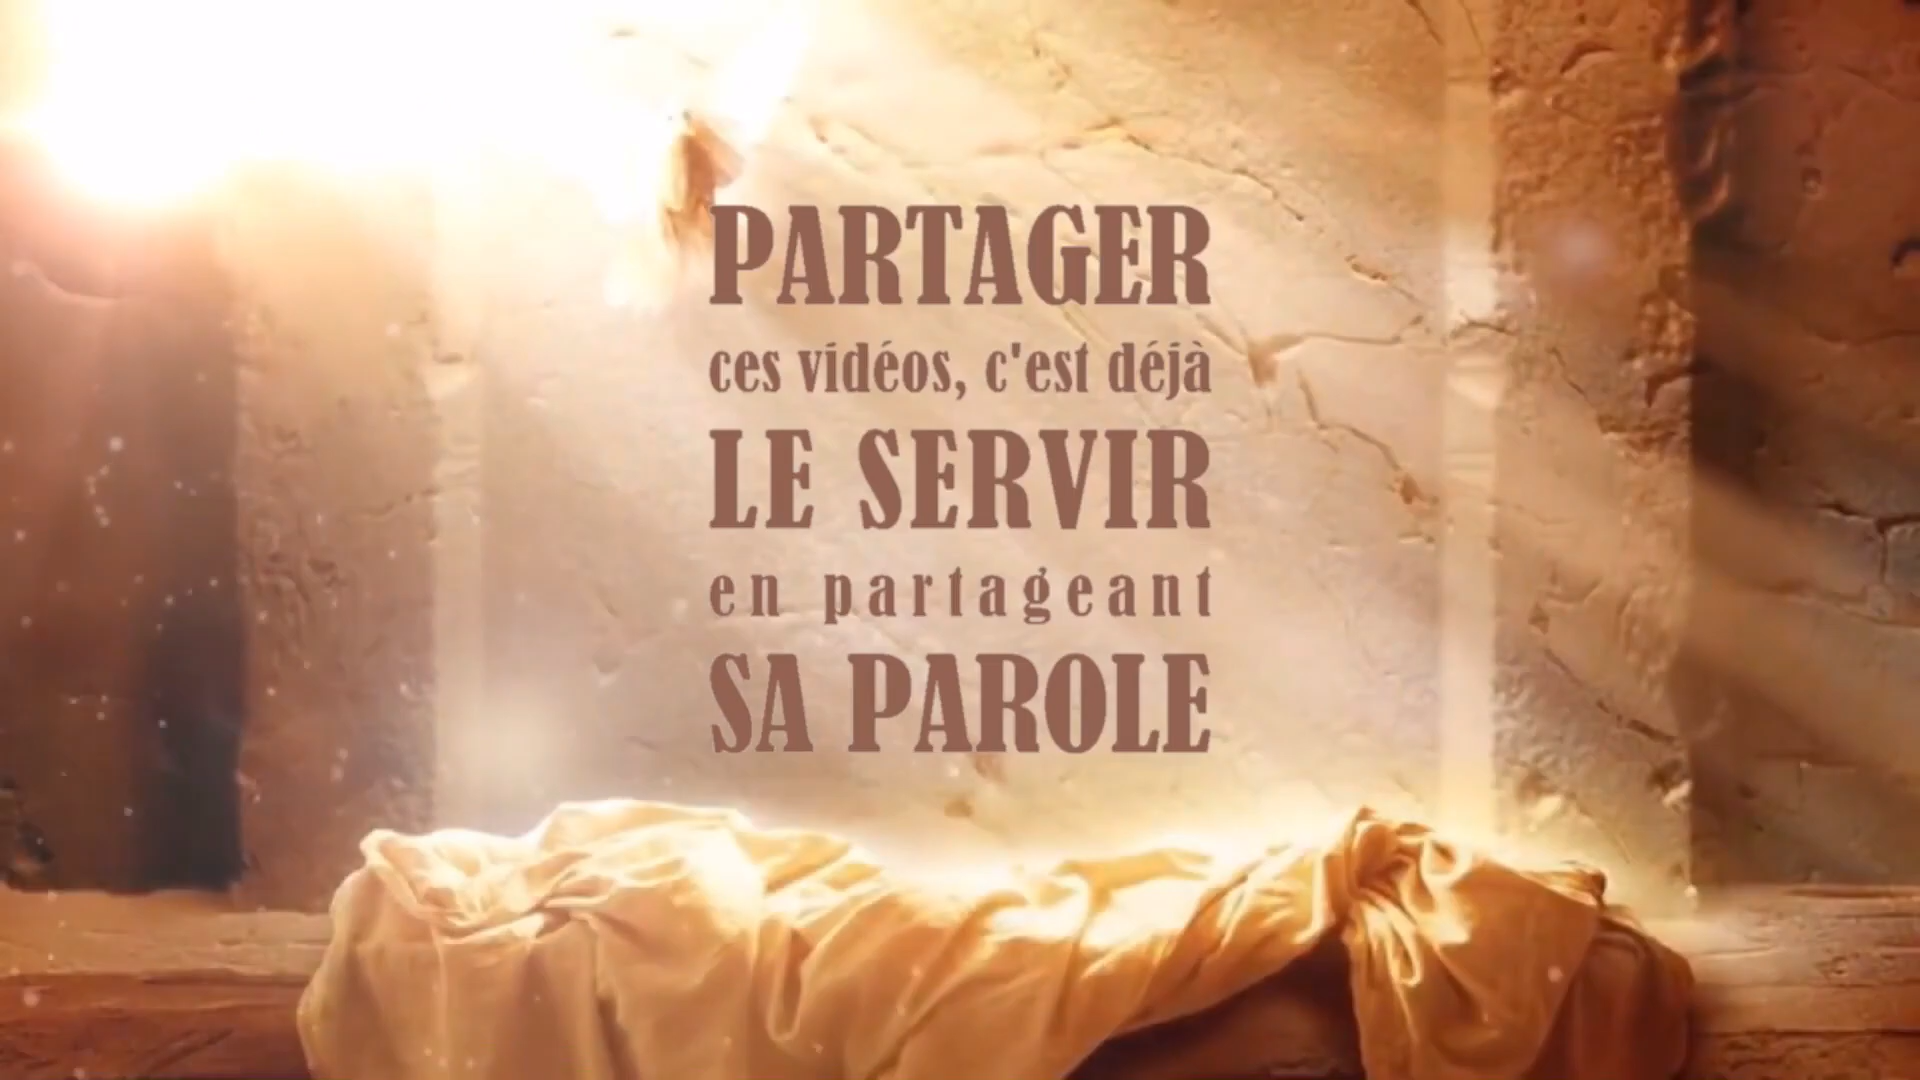 PARTAGER
ces vidéos, c'est déjà
LE SERVIR
en partageant
SA PAROLE